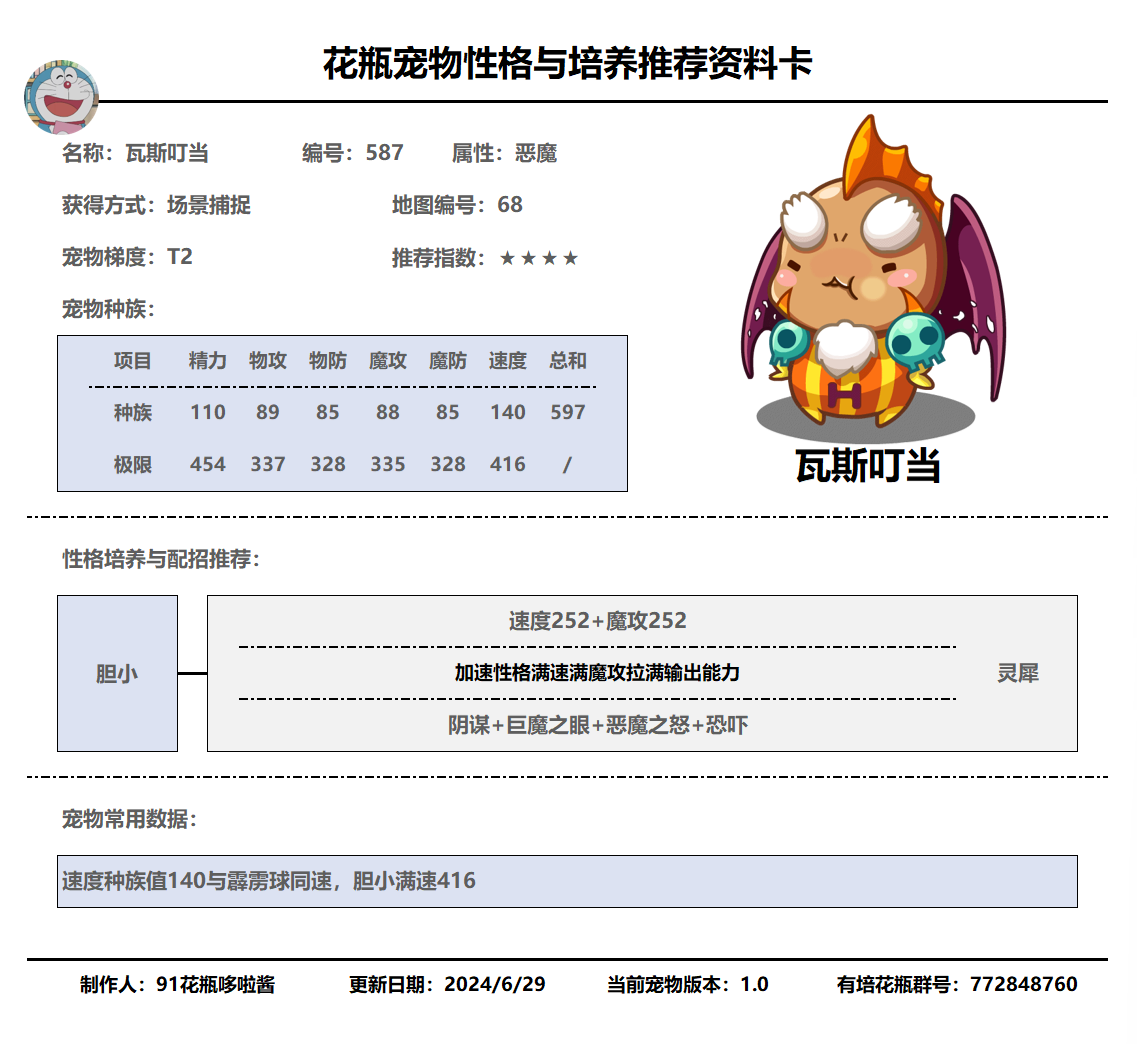 花瓶宠物性格与培养推荐资料卡
名称：瓦斯叮当 编号：587 属性：恶魔
获得方式：场景捕捉 地图编号：68
宠物梯度：T2 推荐指数：★★★★
宠物种族：
项目 精力 物攻 物防 魔攻 魔防 速度 总和
种族 110 89 85 88 85 140 597
极限 454 337 328 335 328 416 /
H
瓦斯叮当
性格培养与配招推荐：
速度252+魔攻252
胆小 加速性格满速满魔攻拉满输出能力 灵犀
阴谋+巨魔之眼+恶魔之怒+恐吓
宠物常用数据：
速度种族值140与霹雳球同速，胆小满速416
制作人：91花瓶哆啦酱 更新日期：2024/6/29 当前宠物版本：1.0 有培花瓶群号：772848760